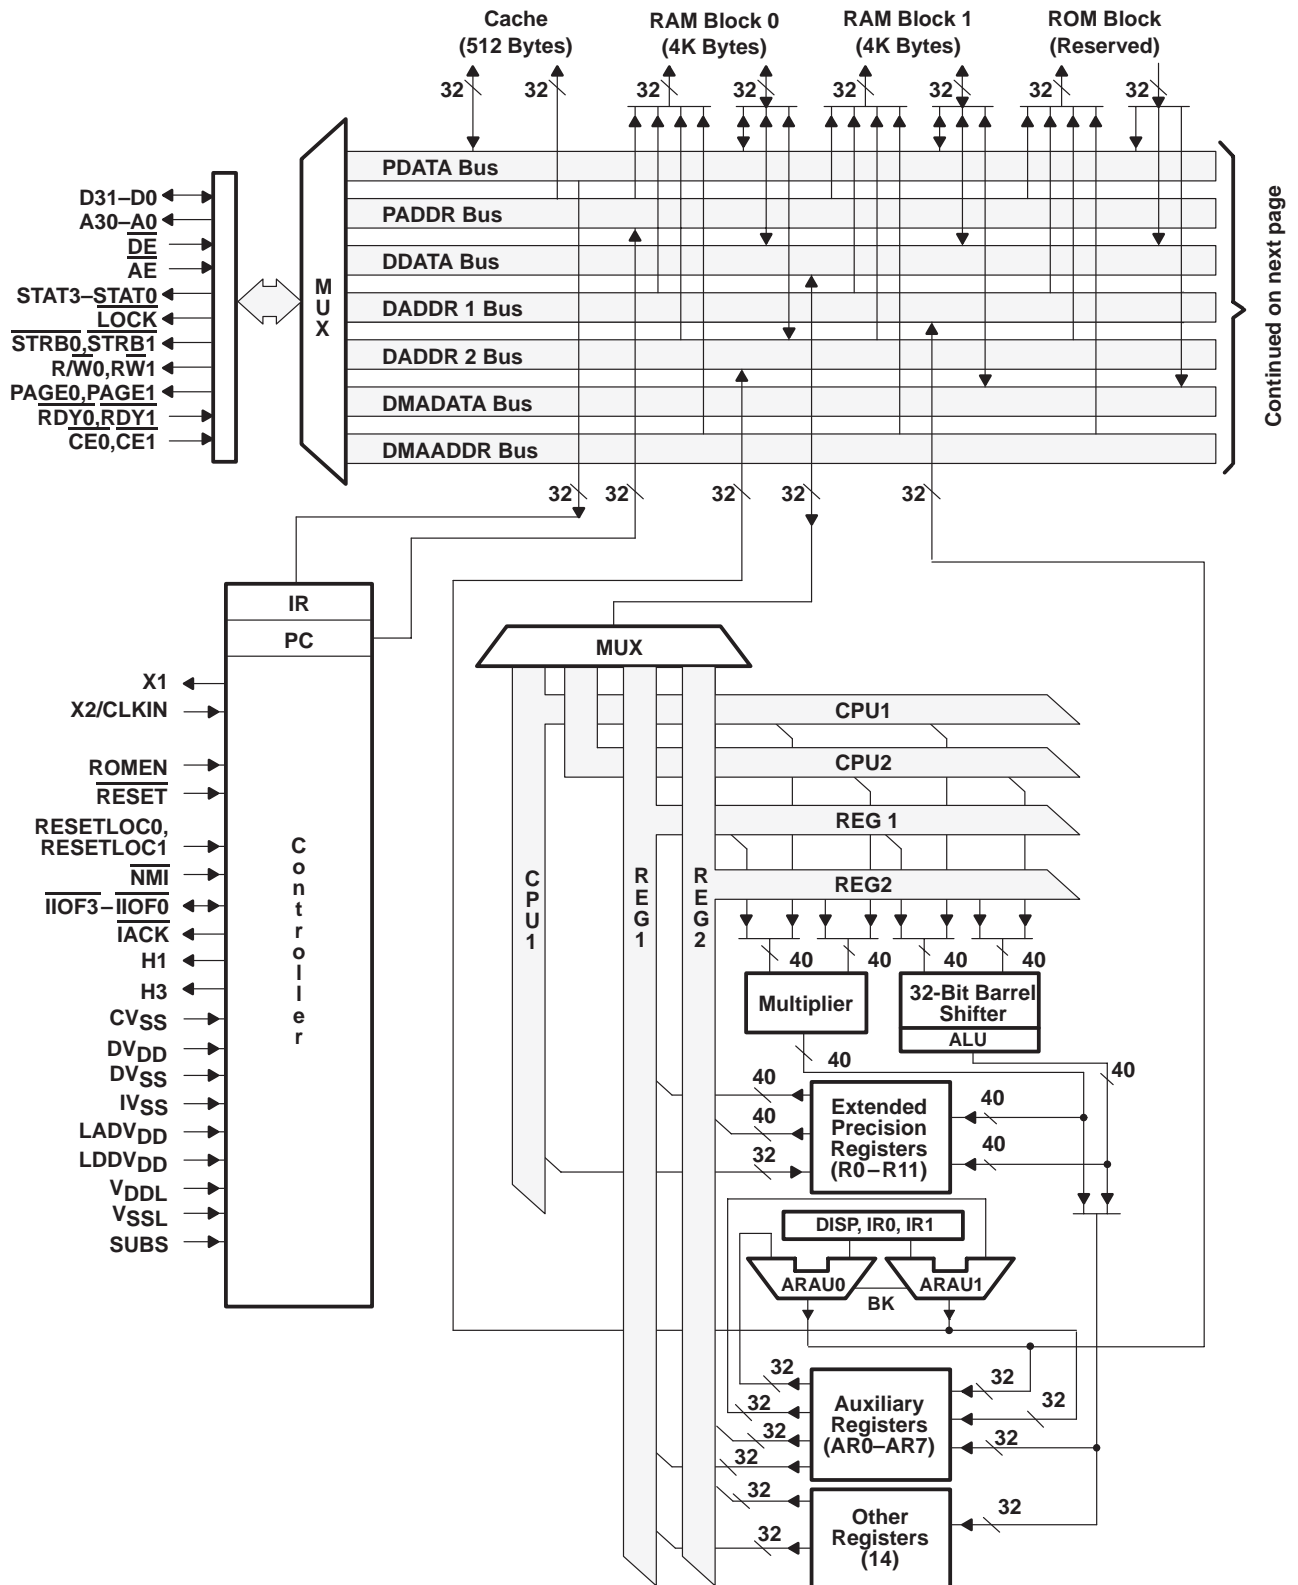 Cache
(512 Bytes)
RAM Block 0
(4K Bytes)
RAM Block 1
(4K Bytes)
ROM Block
(Reserved)
32
32
32
32
32
32
32
32
MUX
PDATA Bus
PADDR Bus
DDATA Bus
DADDR 1 Bus
DADDR 2 Bus
DMADATA Bus
DMAADDR Bus
Continued on next page
D31–D0
A30–A0
DE
AE
STAT3–STAT0
LOCK
STRB0,STRB1
R/W0,RW1
PAGE0,PAGE1
RDY0,RDY1
CE0,CE1
32
32
32
32
32
IR
PC
Controller
X1
X2/CLKIN
ROMEN
RESET
RESETLOC0,
RESETLOC1
NMI
IIOF3–IIOF0
IACK
H1
H3
CVSS
DVDD
DVSS
IVSS
LADVDD
LDDVDD
VDDL
VSSL
SUBS
MUX
CPU1
CPU2
REG 1
REG2
CPU1
REG1
REG2
40
40
40
40
Multiplier
32-Bit Barrel
Shifter
ALU
40
40
40
40
32
Extended
Precision
Registers
(R0–R11)
40
40
DISP, IR0, IR1
ARAU0
ARAU1
BK
32
32
32
32
Auxiliary
Registers
(AR0–AR7)
32
32
32
32
32
Other
Registers
(14)
32